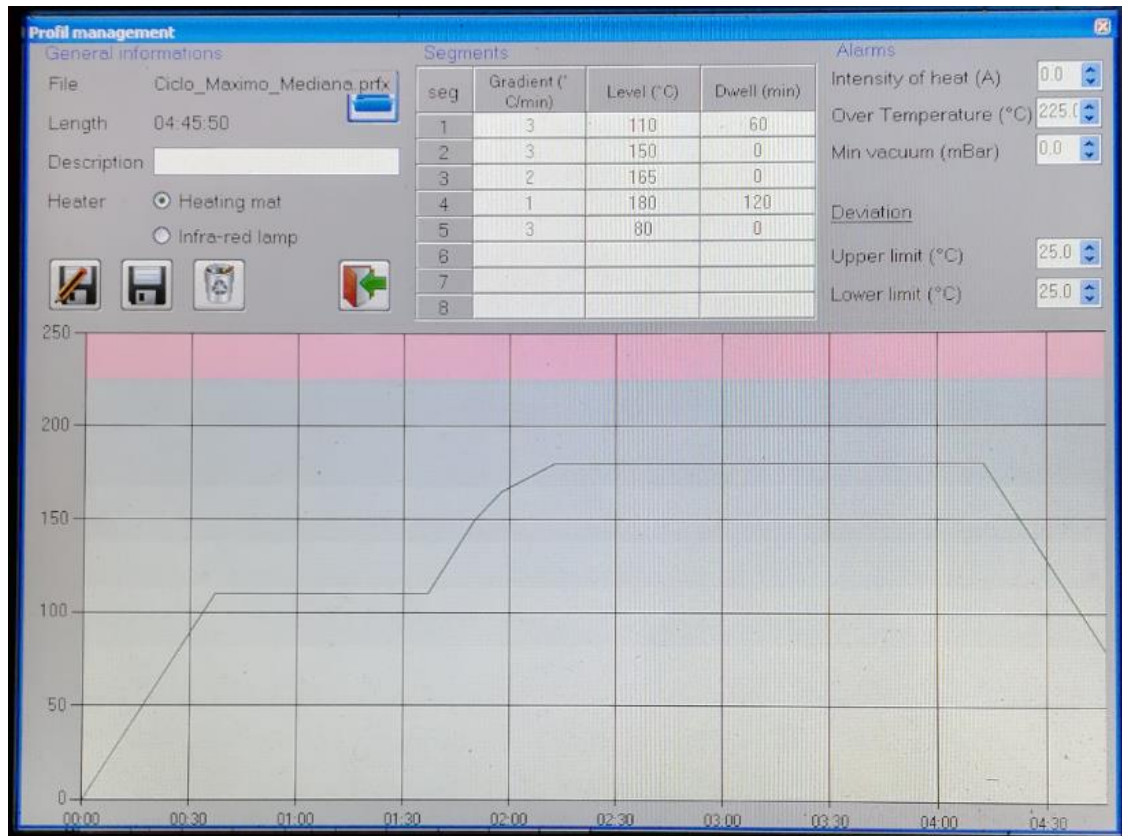 Profil management
General informations
File Ciclo_Maximo_Mediana.prfx
Length 04:45:50
Description
Heater Heating mat
Infra-red lamp
Segments
seg Gradient (° C/min) Level (°C) Dwell (min)
1 3 110 60
2 3 150 0
3 2 165 0
4 1 180 120
5 3 80 0
6
7
8
Alarms
Intensity of heat (A) 0.0
Over Temperature (°C) 225.0
Min vacuum (mBar) 0.0
Deviation
Upper limit (°C) 25.0
Lower limit (°C) 25.0
250
200
150
100
50
0
00:00 00:30 01:00 01:30 02:00 02:30 03:00 03:30 04:00 04:30